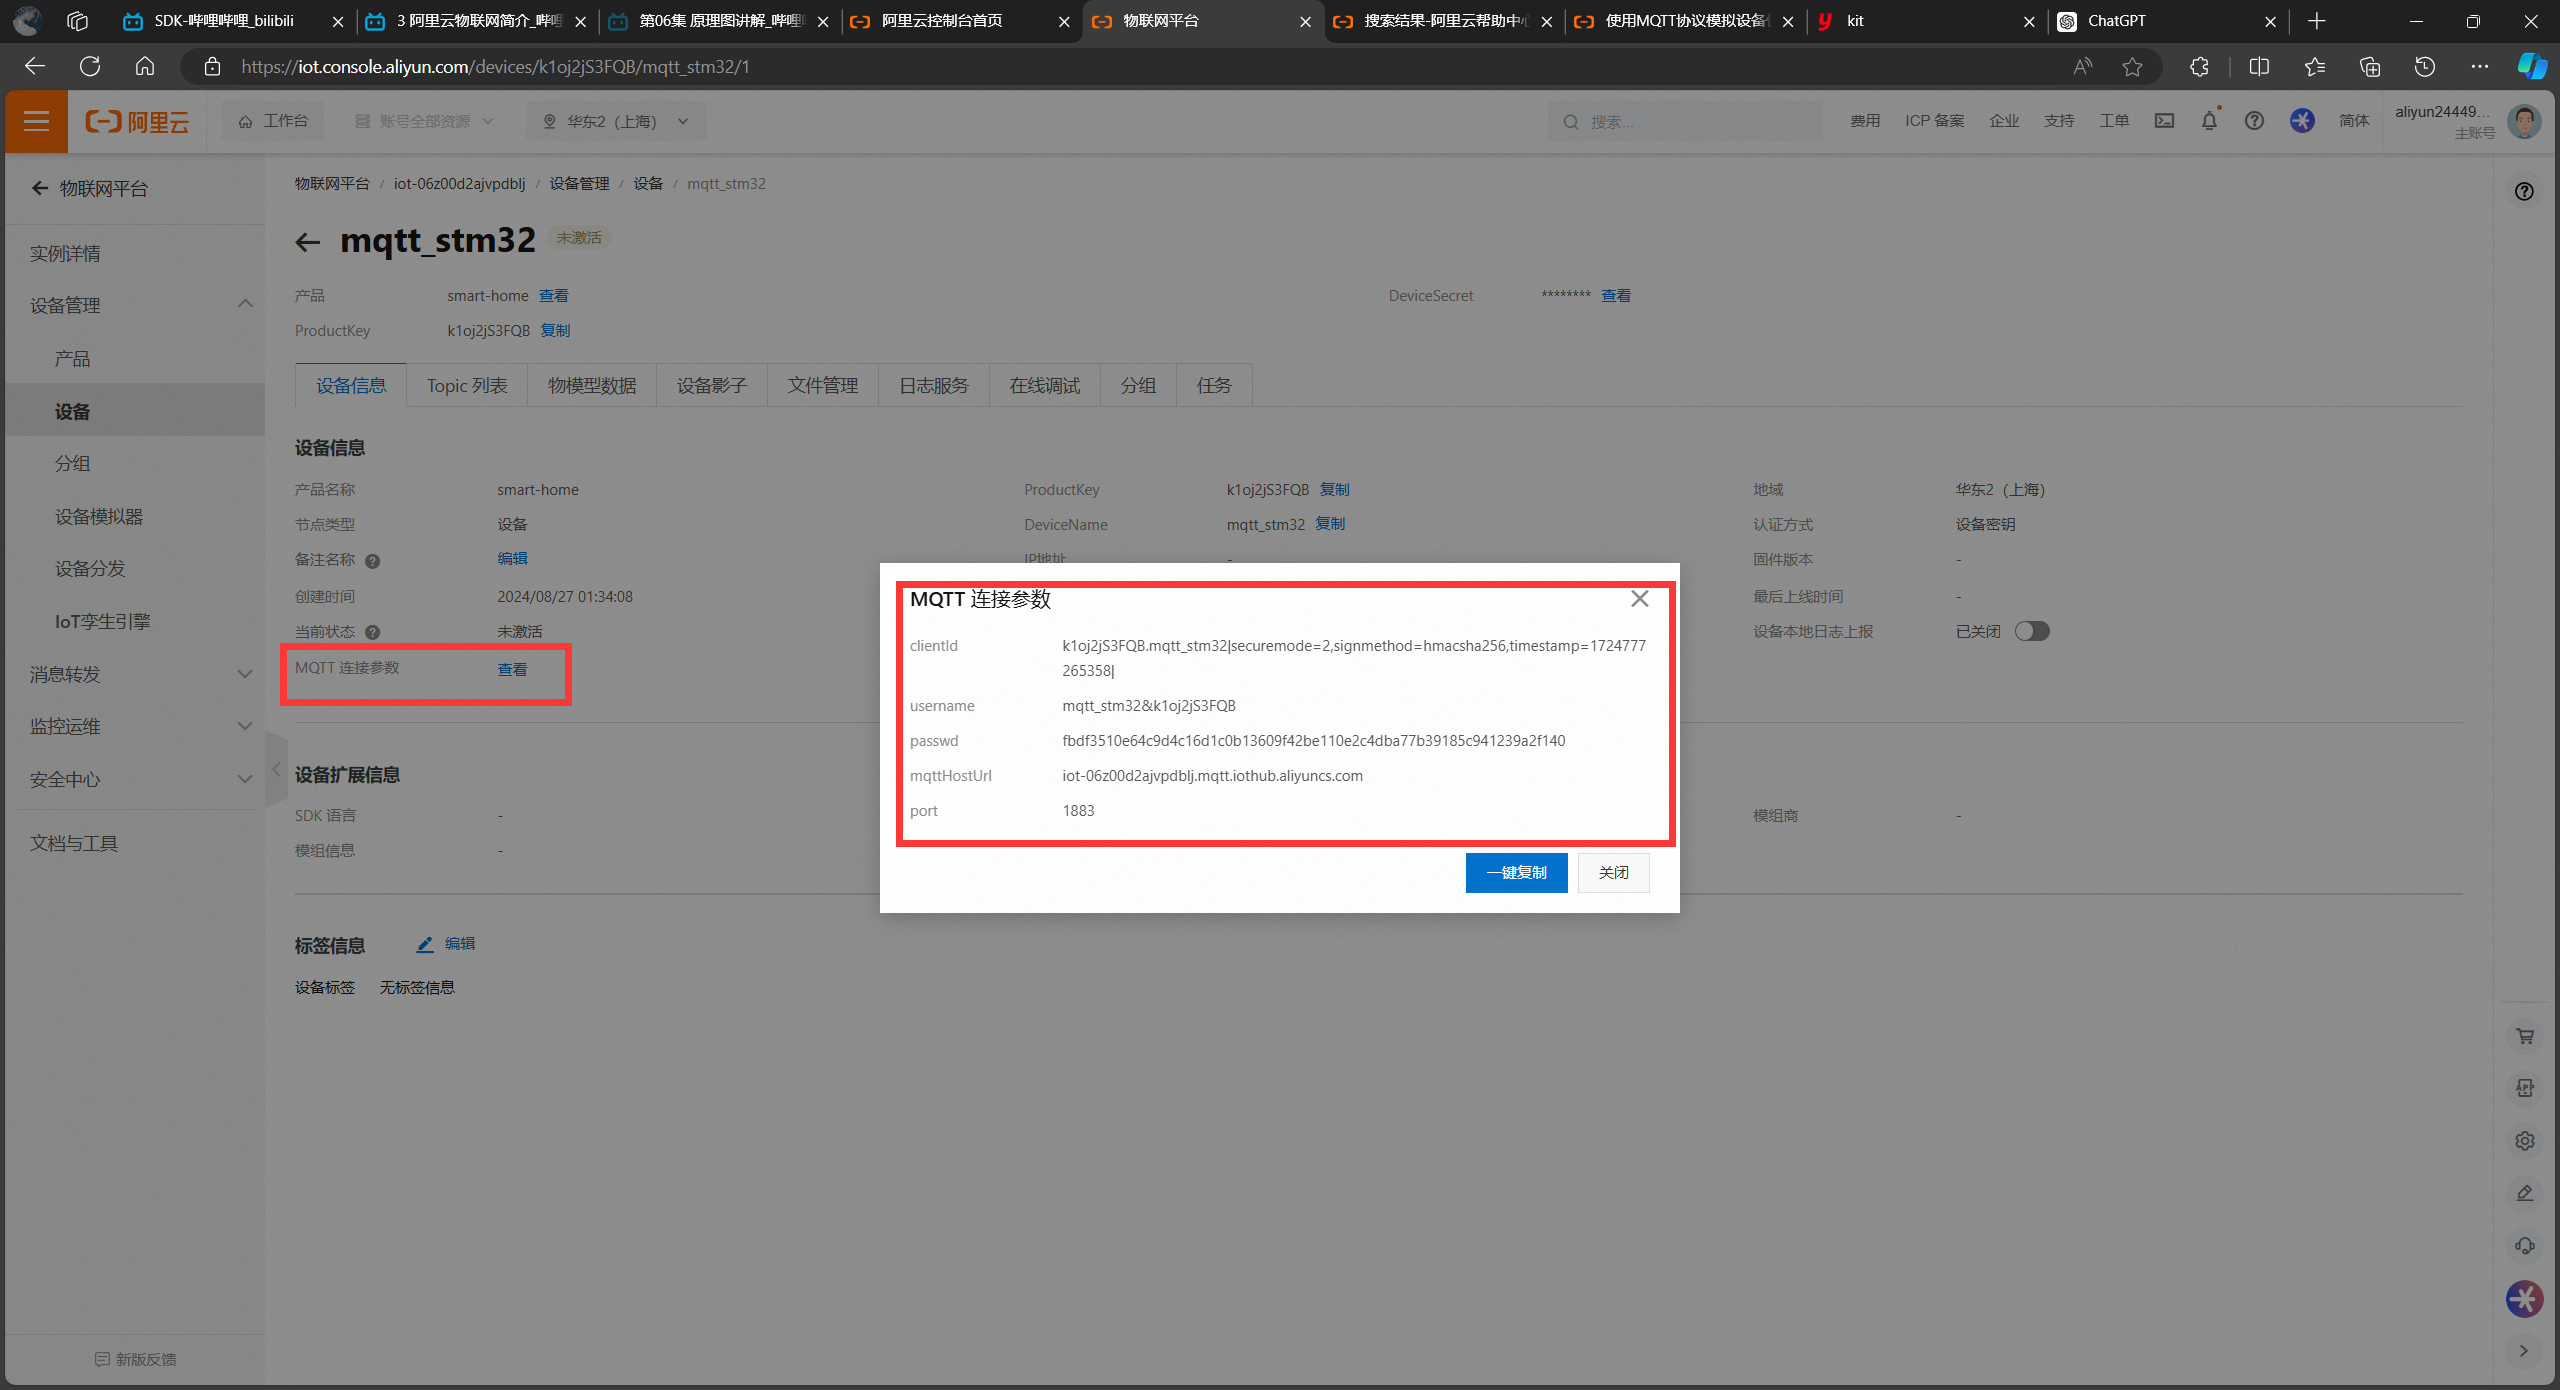 SDK-哔哩哔哩_bilibili
3 阿里云物联网简介_哔哩
第06集 原理图讲解_哔哩
阿里云控制台首页
物联网平台
搜索结果-阿里云帮助中心
使用MQTT协议模拟设备
kit
ChatGPT
https://iot.console.aliyun.com/devices/k1oj2jS3FQB/mqtt_stm32/1
阿里云
工作台
账号全部资源
华东2（上海）
搜索...
费用
ICP 备案
企业
支持
工单
简体
aliyun24449...
主账号
物联网平台
物联网平台 / iot-06z00d2ajvpdblj / 设备管理 / 设备 / mqtt_stm32
mqtt_stm32 未激活
实例详情
设备管理
产品
设备
分组
设备模拟器
设备分发
IoT孪生引擎
消息转发
监控运维
安全中心
文档与工具
新版反馈
产品 smart-home 查看
DeviceSecret ******** 查看
ProductKey k1oj2jS3FQB 复制
设备信息 Topic 列表 物模型数据 设备影子 文件管理 日志服务 在线调试 分组 任务
设备信息
产品名称 smart-home ProductKey k1oj2jS3FQB 复制 地域 华东2（上海）
节点类型 设备 DeviceName mqtt_stm32 复制 认证方式 设备密钥
备注名称 编辑 IP地址 - 固件版本 -
创建时间 2024/08/27 01:34:08 最后上线时间 -
当前状态 未激活 设备本地日志上报 已关闭
MQTT 连接参数 查看
MQTT 连接参数
clientId k1oj2jS3FQB.mqtt_stm32|securemode=2,signmethod=hmacsha256,timestamp=1724777
265358|
username mqtt_stm32&k1oj2jS3FQB
passwd fbdf3510e64c9d4c16d1c0b13609f42be110e2c4dba77b39185c941239a2f140
mqttHostUrl iot-06z00d2ajvpdblj.mqtt.iothub.aliyuncs.com
port 1883
一键复制 关闭
设备扩展信息
SDK 语言 - 模组商 -
模组信息 -
标签信息 编辑
设备标签 无标签信息